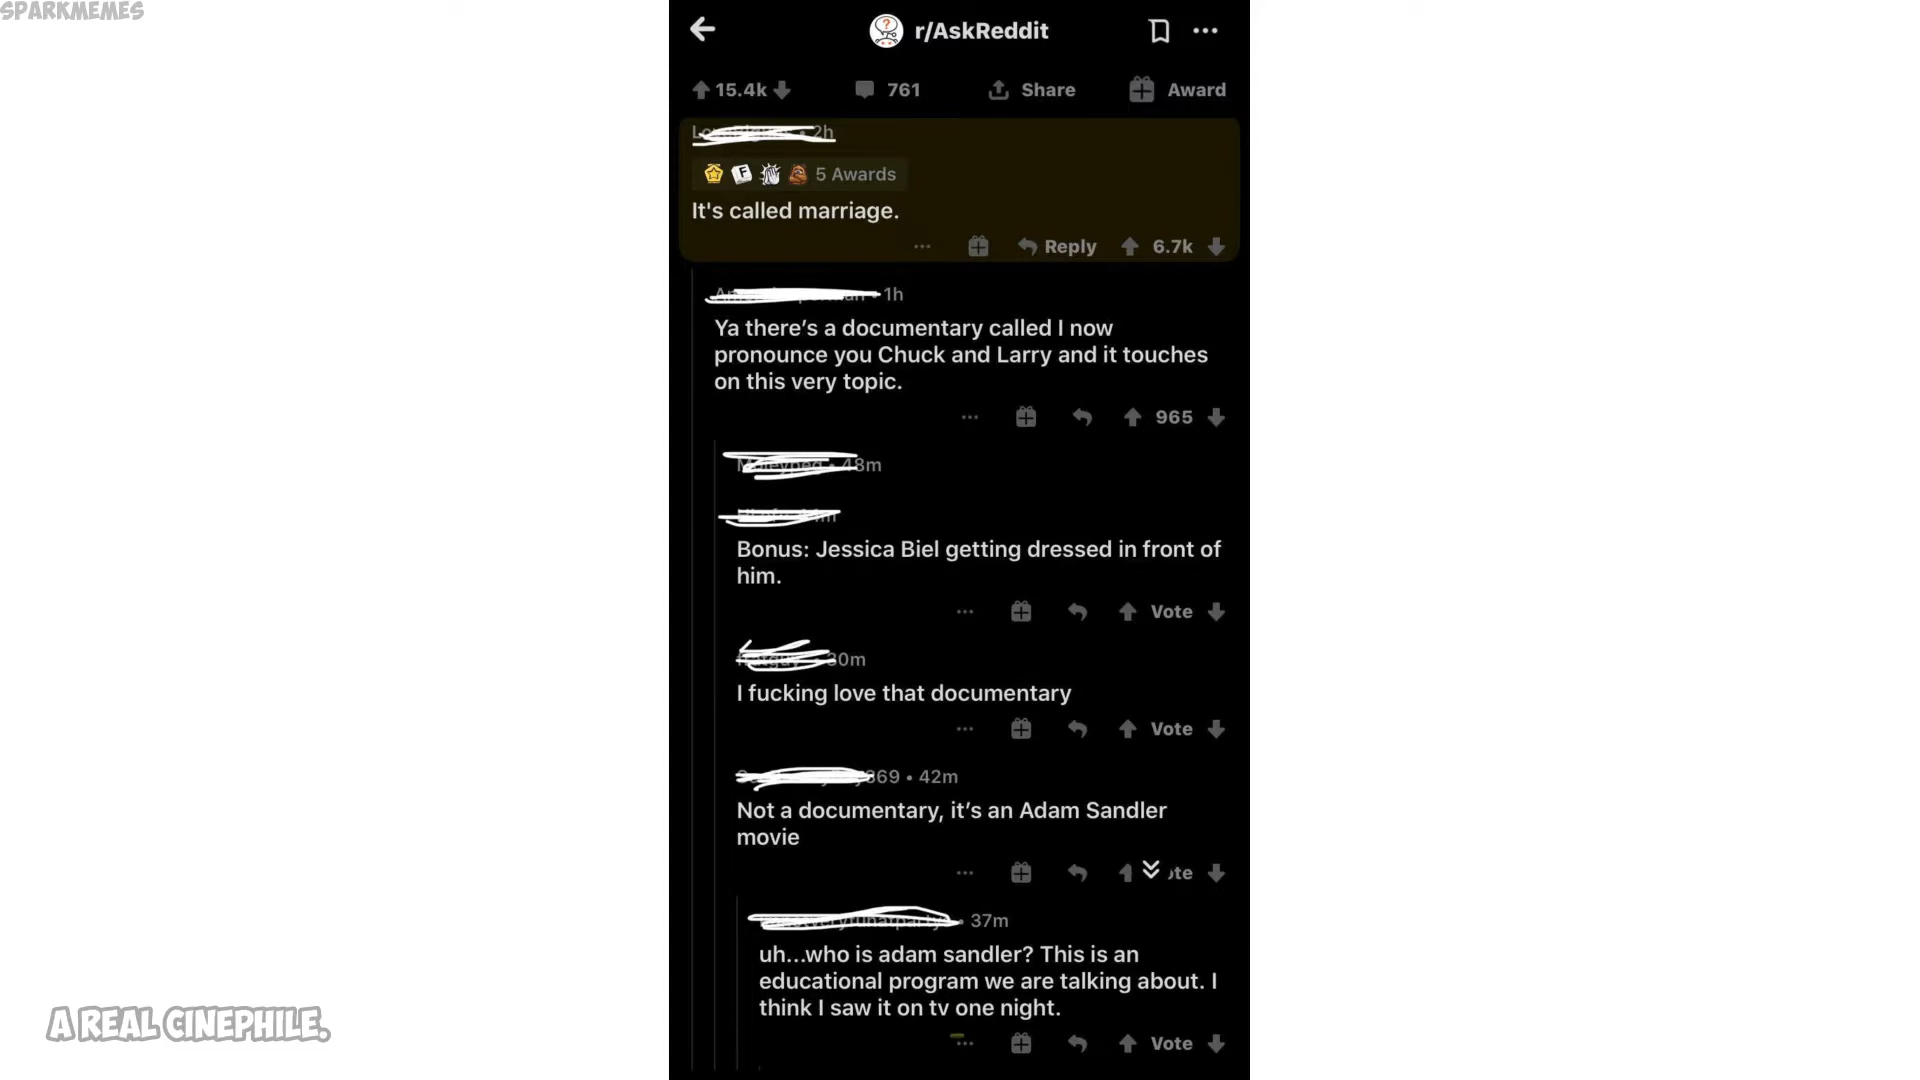 SPARKMEMES
r/AskReddit
15.4k
761
Share
Award
2h
5 Awards
It's called marriage.
Reply
6.7k
• 1h
Ya there’s a documentary called I now
pronounce you Chuck and Larry and it touches
on this very topic.
965
• 48m
Bonus: Jessica Biel getting dressed in front of
him.
Vote
30m
I fucking love that documentary
Vote
369 • 42m
Not a documentary, it’s an Adam Sandler
movie
• 37m
uh...who is adam sandler? This is an
educational program we are talking about. I
think I saw it on tv one night.
Vote
A REAL CINEPHILE.